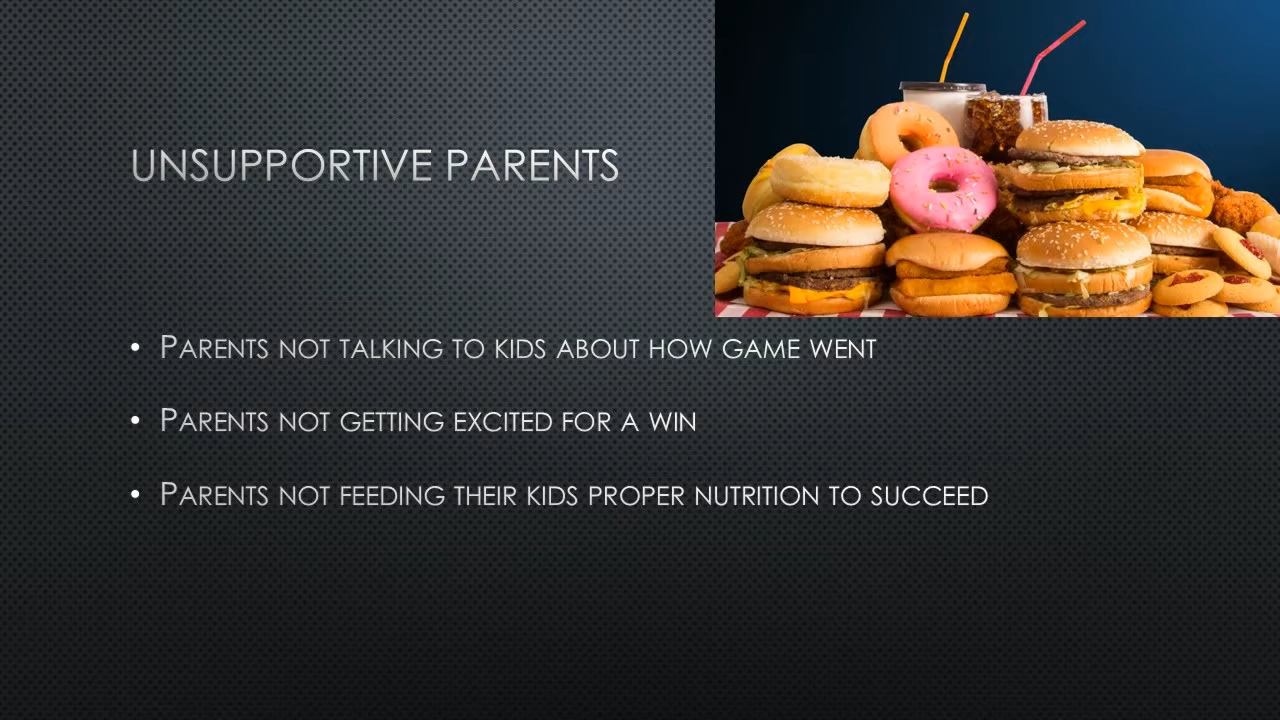 UNSUPPORTIVE PARENTS
• PARENTS NOT TALKING TO KIDS ABOUT HOW GAME WENT
• PARENTS NOT GETTING EXCITED FOR A WIN
• PARENTS NOT FEEDING THEIR KIDS PROPER NUTRITION TO SUCCEED